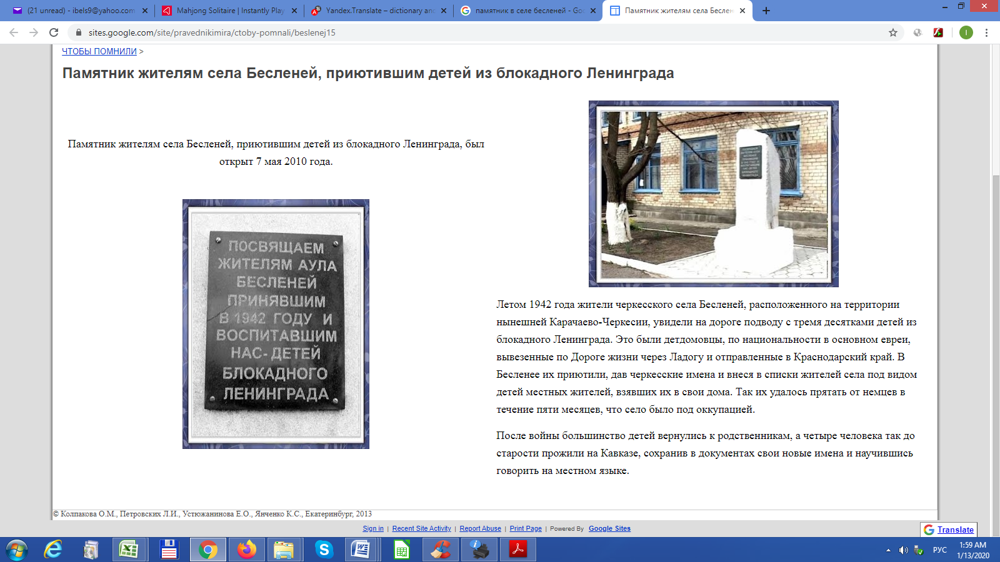 (21 unread) - ibels9@yahoo.com
Mahjong Solitaire | Instantly Play
Yandex.Translate – dictionary and
памятник в селе бесленей - Goo
Памятник жителям села Беслен
sites.google.com/site/pravednikimira/ctoby-pomnali/beslenej15
I
ЧТОБЫ ПОМНИЛИ >
Памятник жителям села Бесленей, приютившим детей из блокадного Ленинграда
Памятник жителям села Бесленей, приютившим детей из блокадного Ленинграда, был
открыт 7 мая 2010 года.
ПОСВЯЩАЕМ
ЖИТЕЛЯМ АУЛА
БЕСЛЕНЕЙ
ПРИНЯВШИМ
В 1942 ГОДУ И
ВОСПИТАВШИМ
НАС-ДЕТЕЙ
БЛОКАДНОГО
ЛЕНИНГРАДА
Летом 1942 года жители черкесского села Бесленей, расположенного на территории
нынешней Карачаево-Черкесии, увидели на дороге подводу с тремя десятками детей из
блокадного Ленинграда. Это были детдомовцы, по национальности в основном евреи,
вывезенные по Дороге жизни через Ладогу и отправленные в Краснодарский край. В
Бесленее их приютили, дав черкесские имена и внеся в списки жителей села под видом
детей местных жителей, взявших их в свои дома. Так их удалось прятать от немцев в
течение пяти месяцев, что село было под оккупацией.
После войны большинство детей вернулись к родственникам, а четыре человека так до
старости прожили на Кавказе, сохранив в документах свои новые имена и научившись
говорить на местном языке.
© Колпакова О.М., Петровских Л.И., Устюжанинова Е.О., Янченко К.С., Екатеринбург, 2013
Sign in | Recent Site Activity | Report Abuse | Print Page | Powered By Google Sites
Translate
РУС
1:59 AM
1/13/2020